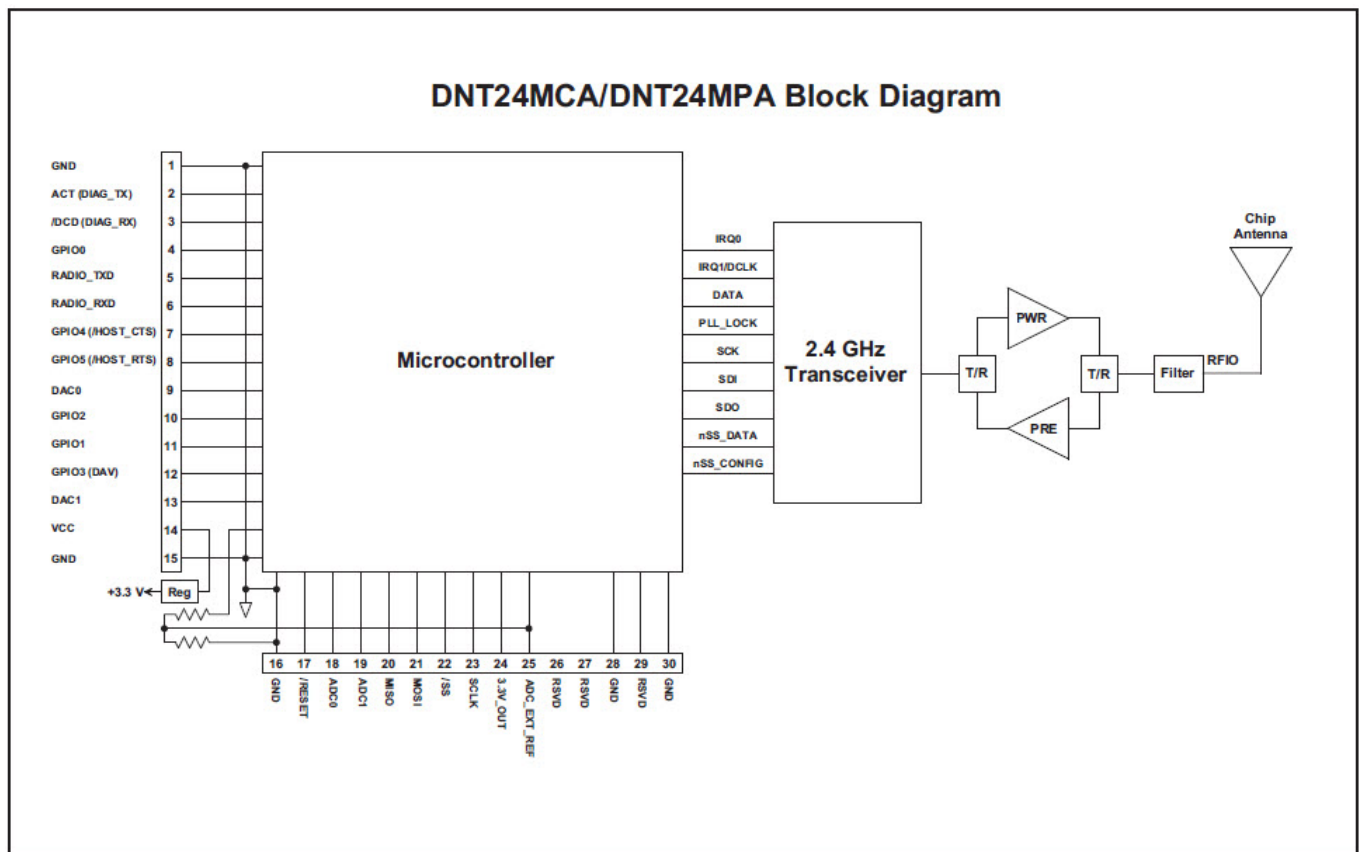 DNT24MCA/DNT24MPA Block Diagram
GND
1
ACT (DIAG_TX)
2
/DCD (DIAG_RX)
3
GPIO0
4
RADIO_TXD
5
RADIO_RXD
6
GPIO4 (/HOST_CTS)
7
GPIO5 (/HOST_RTS)
8
DAC0
9
GPIO2
10
GPIO1
11
GPIO3 (DAV)
12
DAC1
13
VCC
14
GND
15
+3.3 V
Reg
Microcontroller
IRQ0
IRQ1/DCLK
DATA
PLL_LOCK
SCK
SDI
SDO
nSS_DATA
nSS_CONFIG
2.4 GHz
Transceiver
T/R
PWR
PRE
T/R
Filter
RFIO
Chip
Antenna
16
17
18
19
20
21
22
23
24
25
26
27
28
29
30
GND
/RESET
ADC0
ADC1
MISO
MOSI
/SS
SCLK
3.3V_OUT
ADC_EXT_REF
RSVD
RSVD
GND
RSVD
GND